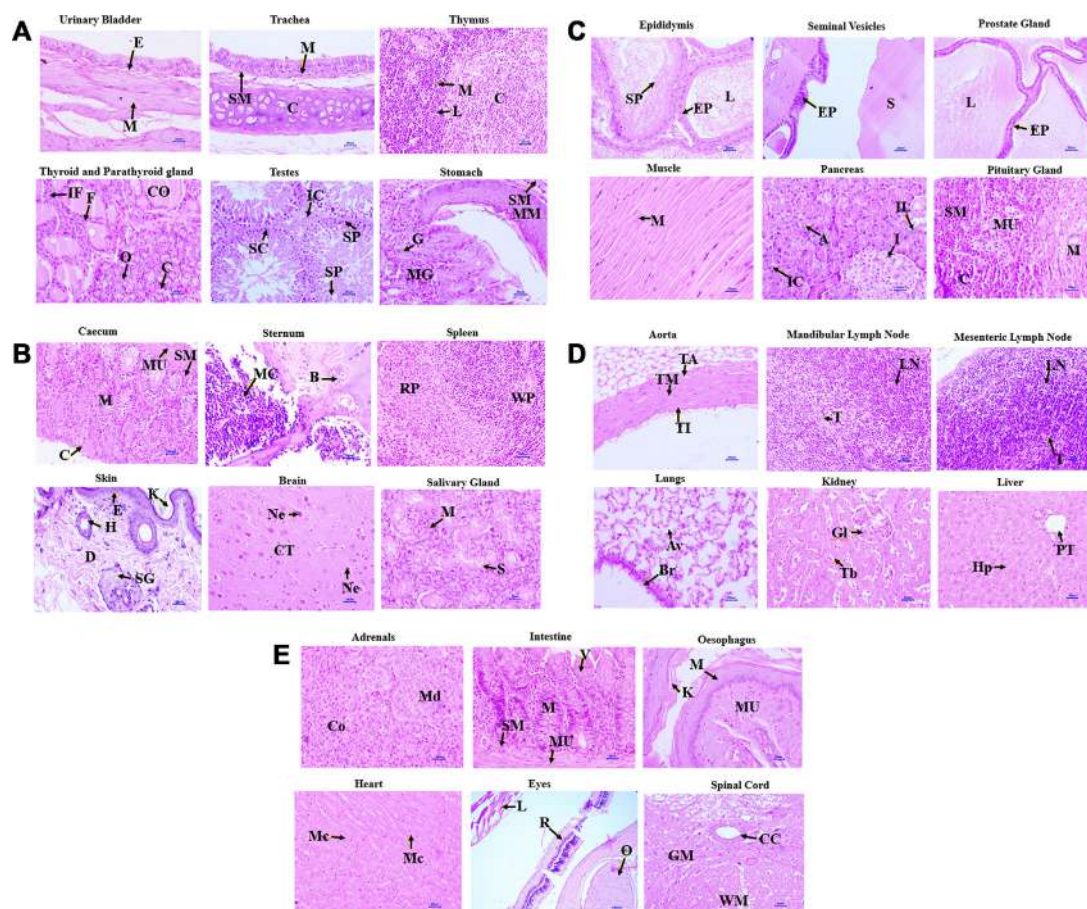 A
Urinary Bladder
Trachea
Thymus
E
M
M
SM
C
M
L
C
Thyroid and Parathyroid gland
Testes
Stomach
IF
F
CO
O
C
IC
SC
SP
SP
SM
MM
G
MG
B
Caecum
Sternum
Spleen
MU
SM
M
C
MC
B
RP
WP
Skin
Brain
Salivary Gland
K
E
H
D
SG
Ne
CT
Ne
M
S
C
Epididymis
Seminal Vesicles
Prostate Gland
SP
EP
L
EP
S
L
EP
Muscle
Pancreas
Pituitary Gland
M
A
I
IC
SM
MU
M
C
D
Aorta
Mandibular Lymph Node
Mesenteric Lymph Node
TA
TM
TI
LN
T
LN
T
Lungs
Kidney
Liver
Av
Br
Gl
Tb
PT
Hp
E
Adrenals
Intestine
Oesophagus
Md
Co
V
M
SM
MU
M
K
MU
Heart
Eyes
Spinal Cord
Mc
Mc
L
R
O
CC
GM
WM